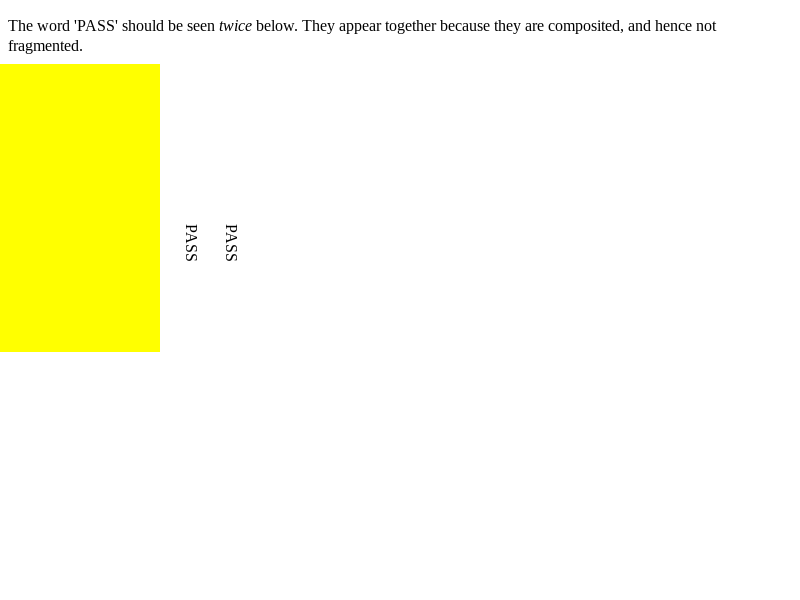 The word 'PASS' should be seen twice below. They appear together because they are composited, and hence not
fragmented.
PASS
PASS